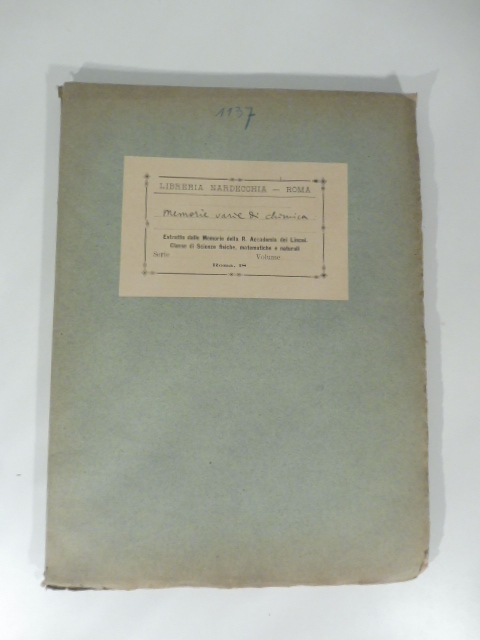 1137
LIBRERIA NARDECCHIA — ROMA
Memorie varie di chimica
Estratto dalle Memorie della R. Accademia dei Lincei.
Classe di Scienze fisiche, matematiche e naturali
Serie Volume
Roma, 1